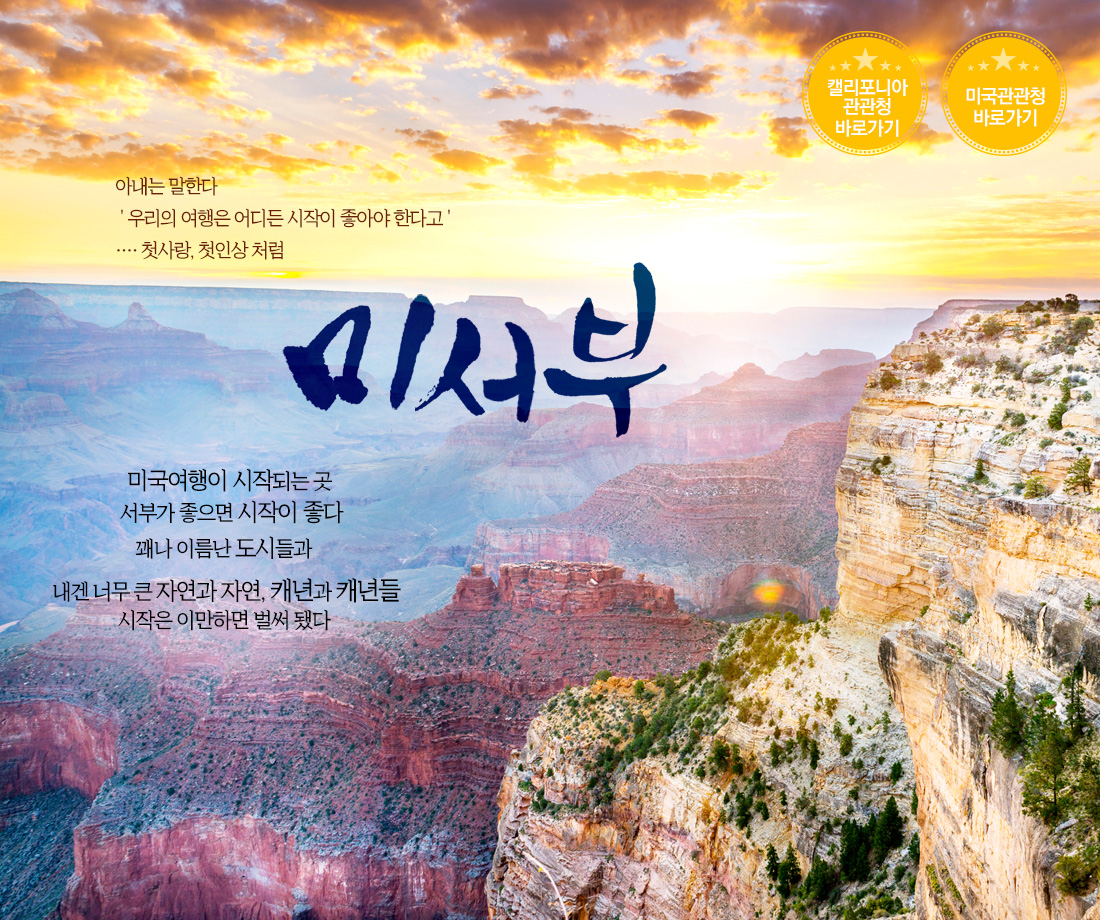 캘리포니아
관관청
바로가기
미국관관청
바로가기
아내는 말한다
' 우리의 여행은 어디든 시작이 좋아야 한다고 '
···· 첫사랑, 첫인상 처럼
미서부
미국여행이 시작되는 곳
서부가 좋으면 시작이 좋다
꽤나 이름난 도시들과
내겐 너무 큰 자연과 자연, 캐년과 캐년들
시작은 이만하면 벌써 됐다